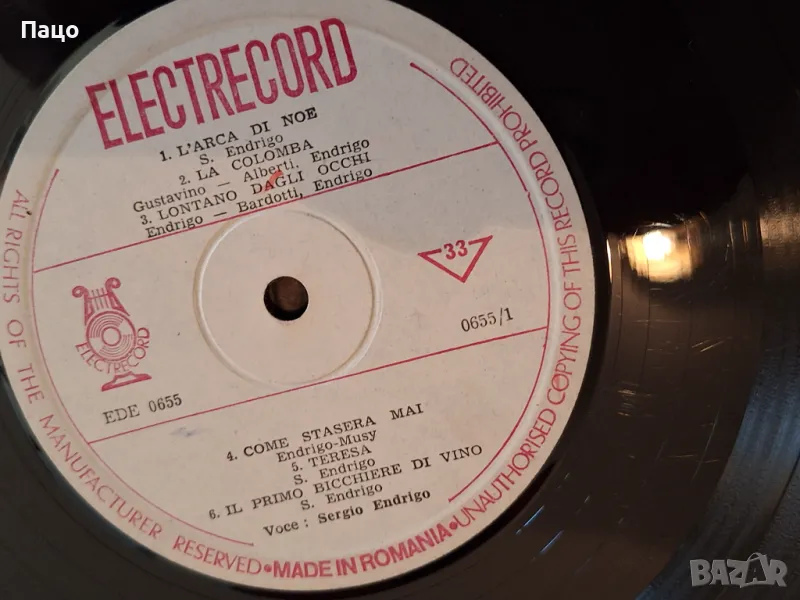 Пацо
ELECTRECORD
1. L'ARCA DI NOE
S. Endrigo
2. LA COLOMBA
Gustavino — Alberti, Endrigo
3. LONTANO DAGLI OCCHI
Endrigo — Bardotti, Endrigo
33
ELECTRECORD
EDE 0655
0655/1
4. COME STASERA MAI
Endrigo-Musy
5. TERESA
S. Endrigo
6. IL PRIMO BICCHIERE DI VINO
S. Endrigo
Voce: Sergio Endrigo
ALL RIGHTS OF THE MANUFACTURER RESERVED•MADE IN ROMANIA•UNAUTHORISED COPYING OF THIS RECORD PROHIBITED
BAZAR